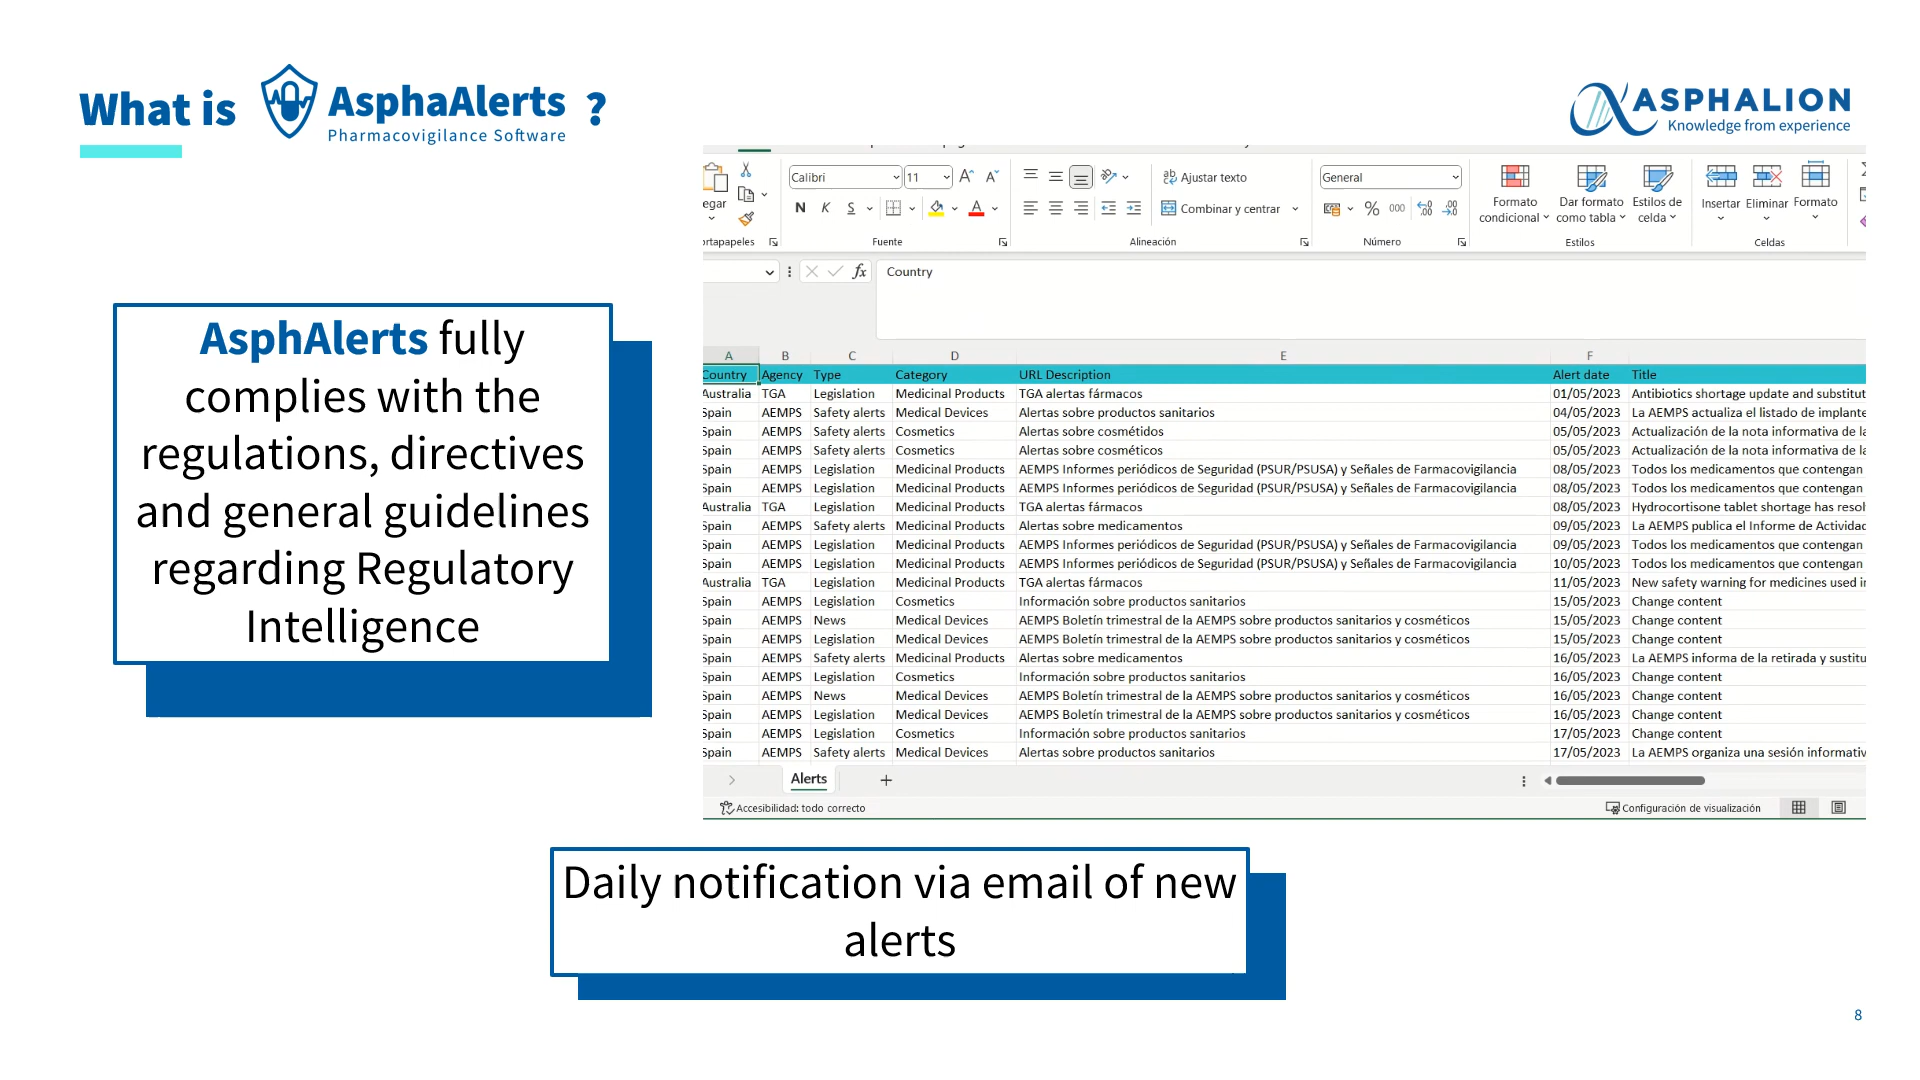 What is AsphaAlerts ?
Pharmacovigilance Software
ASPHALION
Knowledge from experience
AsphAlerts fully
complies with the
regulations, directives
and general guidelines
regarding Regulatory
Intelligence
Calibri 11 Ajustar texto General
N K S Combinar y centrar % 000
Formato condicional Dar formato como tabla Estilos de celda Insertar Eliminar Formato
Fuente Alineación Número Estilos Celdas
fx Country
A B C D E F
Country Agency Type Category URL Description Alert date Title
Australia TGA Legislation Medicinal Products TGA alertas fármacos 01/05/2023 Antibiotics shortage update and substitut
Spain AEMPS Safety alerts Medical Devices Alertas sobre productos sanitarios 04/05/2023 La AEMPS actualiza el listado de implante
Spain AEMPS Safety alerts Cosmetics Alertas sobre cosmétidos 05/05/2023 Actualización de la nota informativa de la
Spain AEMPS Safety alerts Cosmetics Alertas sobre cosméticos 05/05/2023 Actualización de la nota informativa de la
Spain AEMPS Legislation Medicinal Products AEMPS Informes periódicos de Seguridad (PSUR/PSUSA) y Señales de Farmacovigilancia 08/05/2023 Todos los medicamentos que contengan
Spain AEMPS Legislation Medicinal Products AEMPS Informes periódicos de Seguridad (PSUR/PSUSA) y Señales de Farmacovigilancia 08/05/2023 Todos los medicamentos que contengan
Australia TGA Legislation Medicinal Products TGA alertas fármacos 08/05/2023 Hydrocortisone tablet shortage has resol
Spain AEMPS Safety alerts Medicinal Products Alertas sobre medicamentos 09/05/2023 La AEMPS publica el Informe de Actividad
Spain AEMPS Legislation Medicinal Products AEMPS Informes periódicos de Seguridad (PSUR/PSUSA) y Señales de Farmacovigilancia 09/05/2023 Todos los medicamentos que contengan
Spain AEMPS Legislation Medicinal Products AEMPS Informes periódicos de Seguridad (PSUR/PSUSA) y Señales de Farmacovigilancia 10/05/2023 Todos los medicamentos que contengan
Australia TGA Legislation Medicinal Products TGA alertas fármacos 11/05/2023 New safety warning for medicines used in
Spain AEMPS Legislation Cosmetics Información sobre productos sanitarios 15/05/2023 Change content
Spain AEMPS News Medical Devices AEMPS Boletín trimestral de la AEMPS sobre productos sanitarios y cosméticos 15/05/2023 Change content
Spain AEMPS Legislation Medical Devices AEMPS Boletín trimestral de la AEMPS sobre productos sanitarios y cosméticos 15/05/2023 Change content
Spain AEMPS Safety alerts Medicinal Products Alertas sobre medicamentos 16/05/2023 La AEMPS informa de la retirada y sustitu
Spain AEMPS Legislation Cosmetics Información sobre productos sanitarios 16/05/2023 Change content
Spain AEMPS News Medical Devices AEMPS Boletín trimestral de la AEMPS sobre productos sanitarios y cosméticos 16/05/2023 Change content
Spain AEMPS Legislation Medical Devices AEMPS Boletín trimestral de la AEMPS sobre productos sanitarios y cosméticos 16/05/2023 Change content
Spain AEMPS Legislation Cosmetics Información sobre productos sanitarios 17/05/2023 Change content
Spain AEMPS Safety alerts Medical Devices Alertas sobre productos sanitarios 17/05/2023 La AEMPS organiza una sesión informativ
Alerts
Accesibilidad: todo correcto Configuración de visualización
Daily notification via email of new
alerts
8